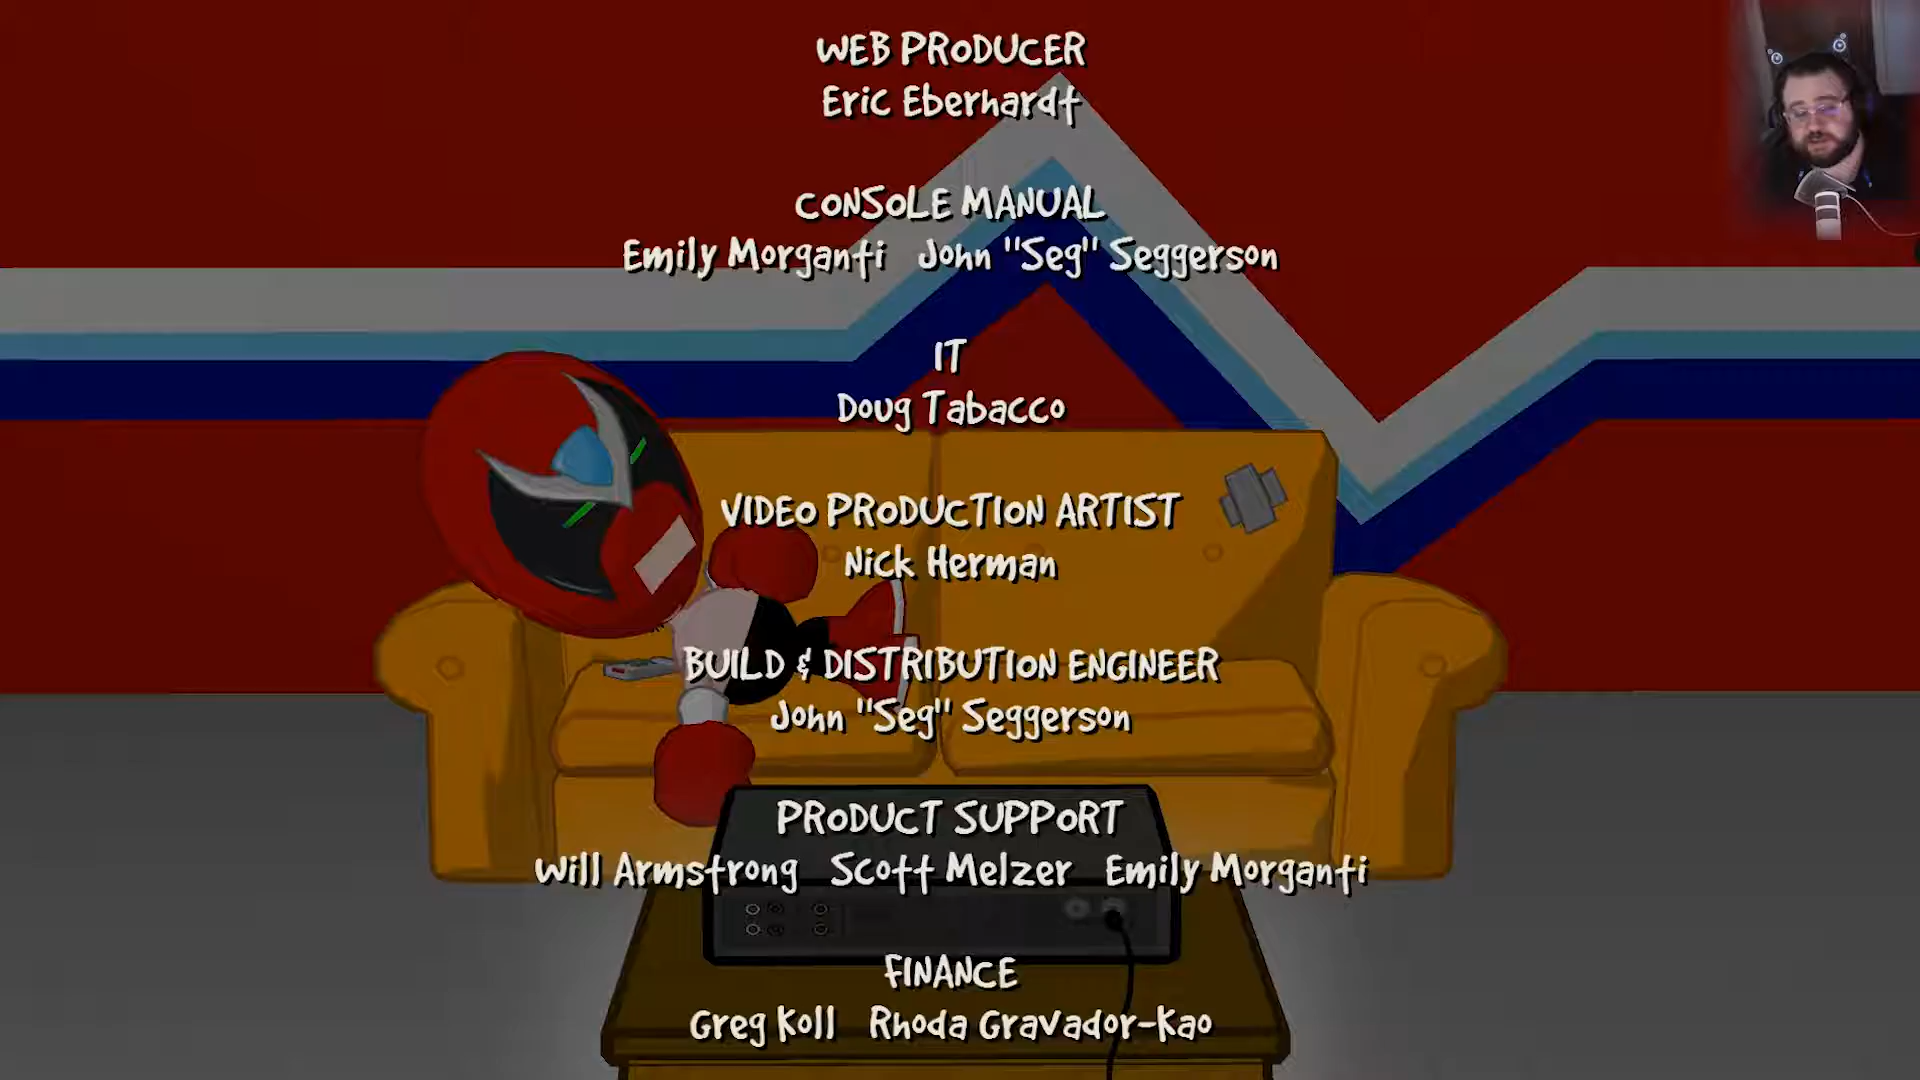 WEB PRODUCER
Eric Eberhardt
CONSOLE MANUAL
Emily Morganti   John "Seg" Seggerson
IT
Doug Tabacco
VIDEO PRODUCTION ARTIST
Nick Herman
BUILD & DISTRIBUTION ENGINEER
John "Seg" Seggerson
PRODUCT SUPPORT
Will Armstrong   Scott Melzer   Emily Morganti
FINANCE
Greg Koll   Rhoda Gravador-Kao